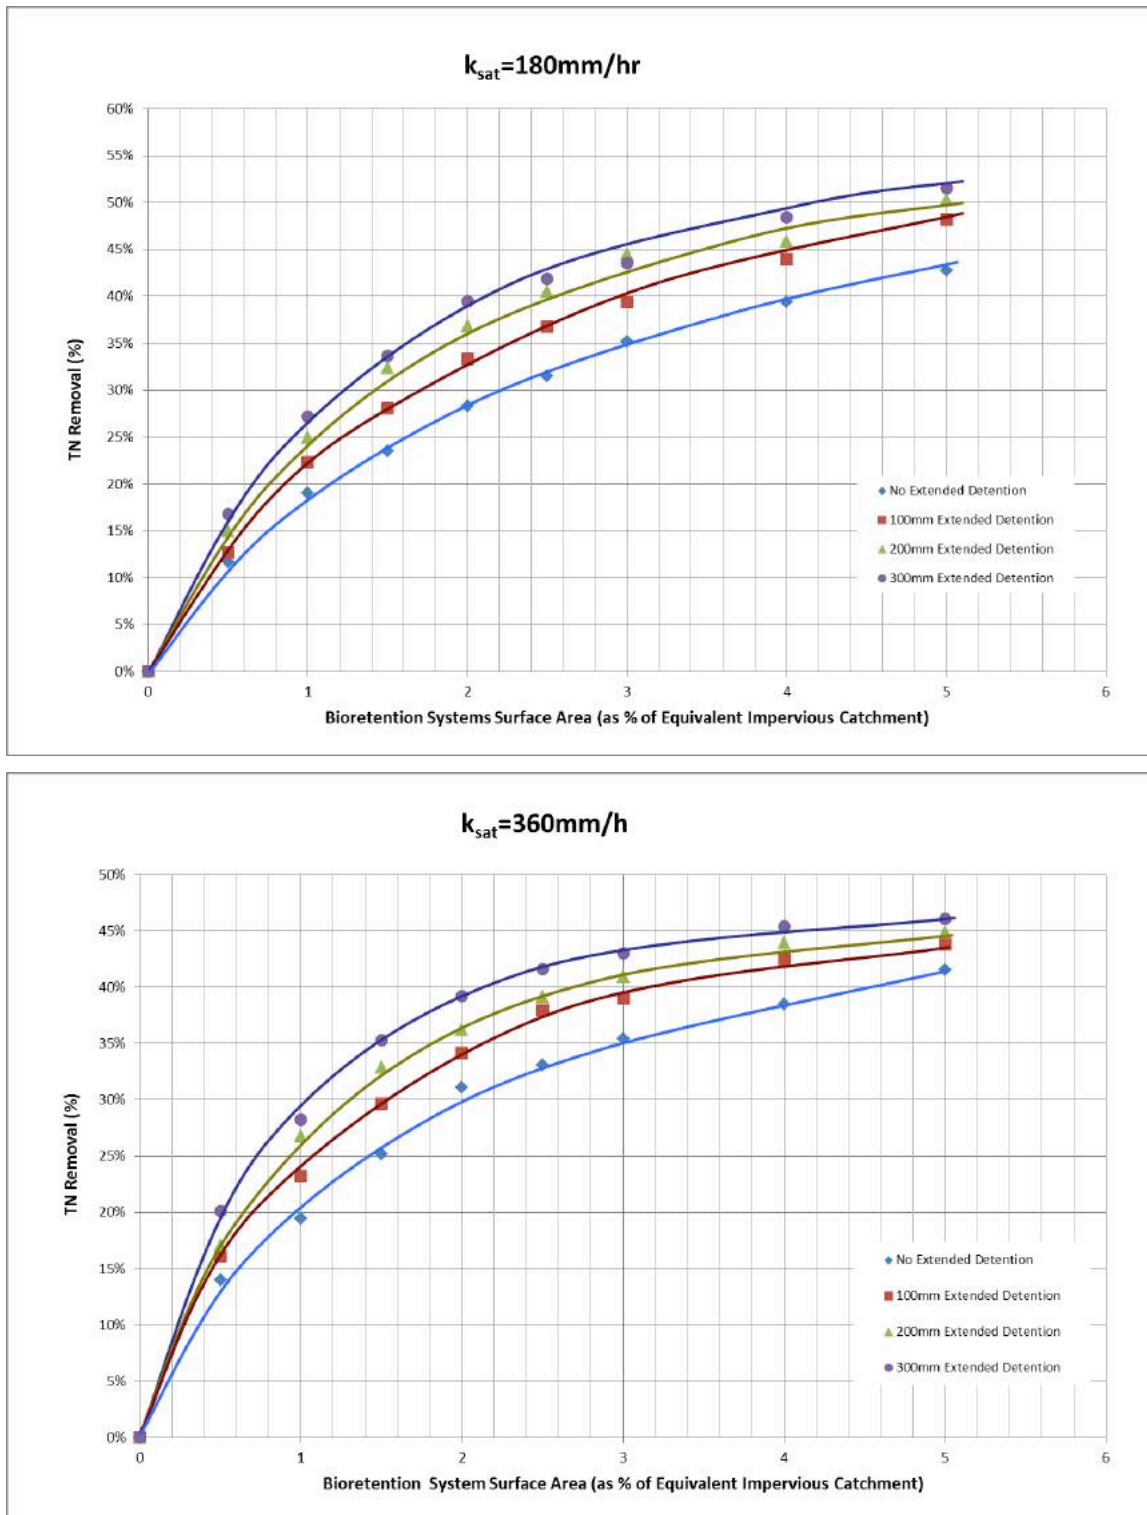 ksat=180mm/hr
60%
55%
50%
45%
40%
35%
30%
25%
20%
15%
10%
5%
0%
TN Removal (%)
No Extended Detention
100mm Extended Detention
200mm Extended Detention
300mm Extended Detention
0 1 2 3 4 5 6
Bioretention Systems Surface Area (as % of Equivalent Impervious Catchment)
ksat=360mm/h
50%
45%
40%
35%
30%
25%
20%
15%
10%
5%
0%
TN Removal (%)
No Extended Detention
100mm Extended Detention
200mm Extended Detention
300mm Extended Detention
0 1 2 3 4 5 6
Bioretention System Surface Area (as % of Equivalent Impervious Catchment)